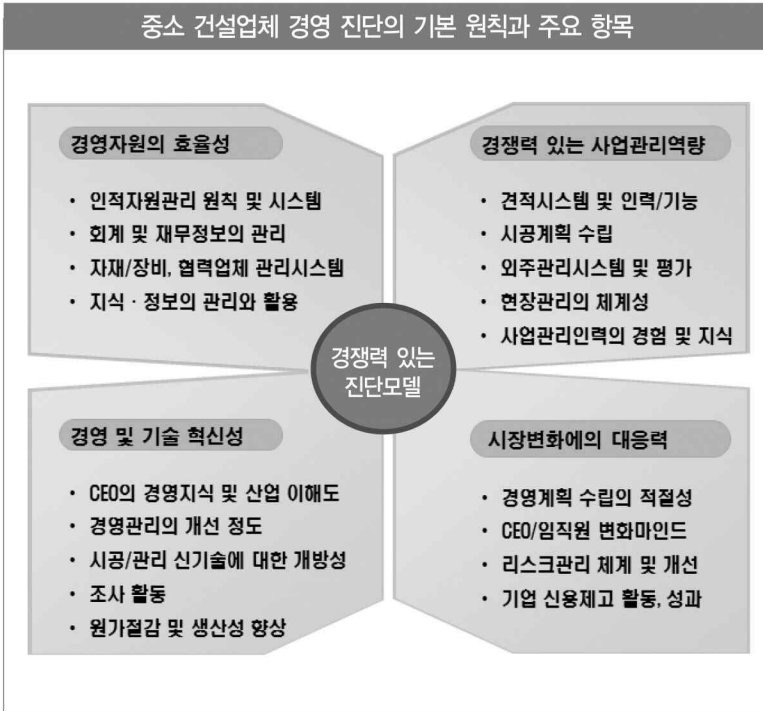 중소 건설업체 경영 진단의 기본 원칙과 주요 항목
경영자원의 효율성
• 인적자원관리 원칙 및 시스템
• 회계 및 재무정보의 관리
• 자재/장비, 협력업체 관리시스템
• 지식 · 정보의 관리와 활용
경쟁력 있는 사업관리역량
• 견적시스템 및 인력/기능
• 시공계획 수립
• 외주관리시스템 및 평가
• 현장관리의 체계성
• 사업관리인력의 경험 및 지식
경쟁력 있는
진단모델
경영 및 기술 혁신성
• CEO의 경영지식 및 산업 이해도
• 경영관리의 개선 정도
• 시공/관리 신기술에 대한 개방성
• 조사 활동
• 원가절감 및 생산성 향상
시장변화에의 대응력
• 경영계획 수립의 적절성
• CEO/임직원 변화마인드
• 리스크관리 체계 및 개선
• 기업 신용제고 활동, 성과